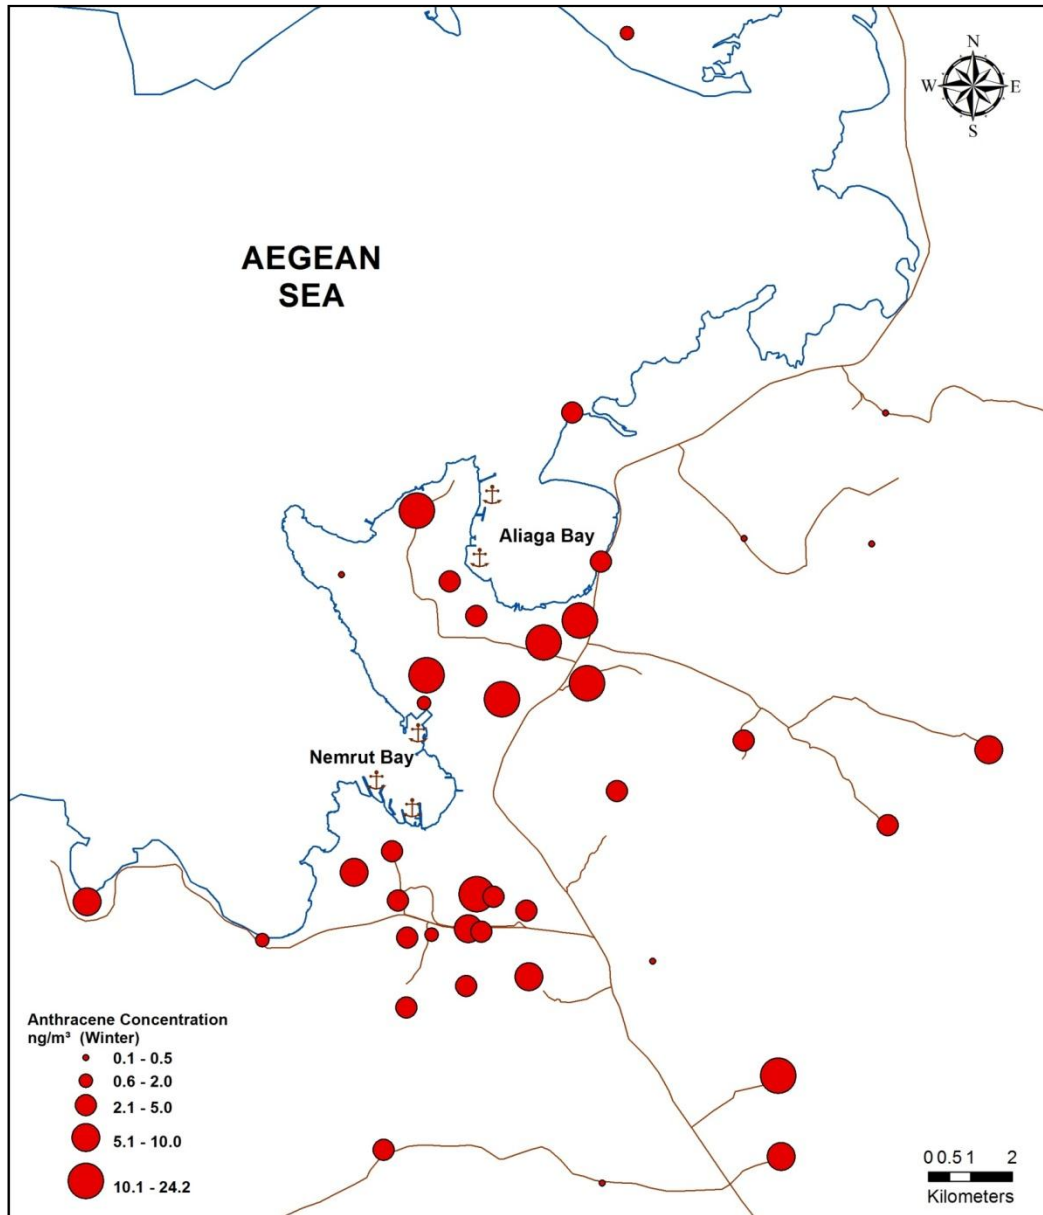 N
W E
S
AEGEAN
SEA
Aliaga Bay
Nemrut Bay
Anthracene Concentration
ng/m³ (Winter)
0.1 - 0.5
0.6 - 2.0
2.1 - 5.0
5.1 - 10.0
10.1 - 24.2
0 0.5 1 2
Kilometers